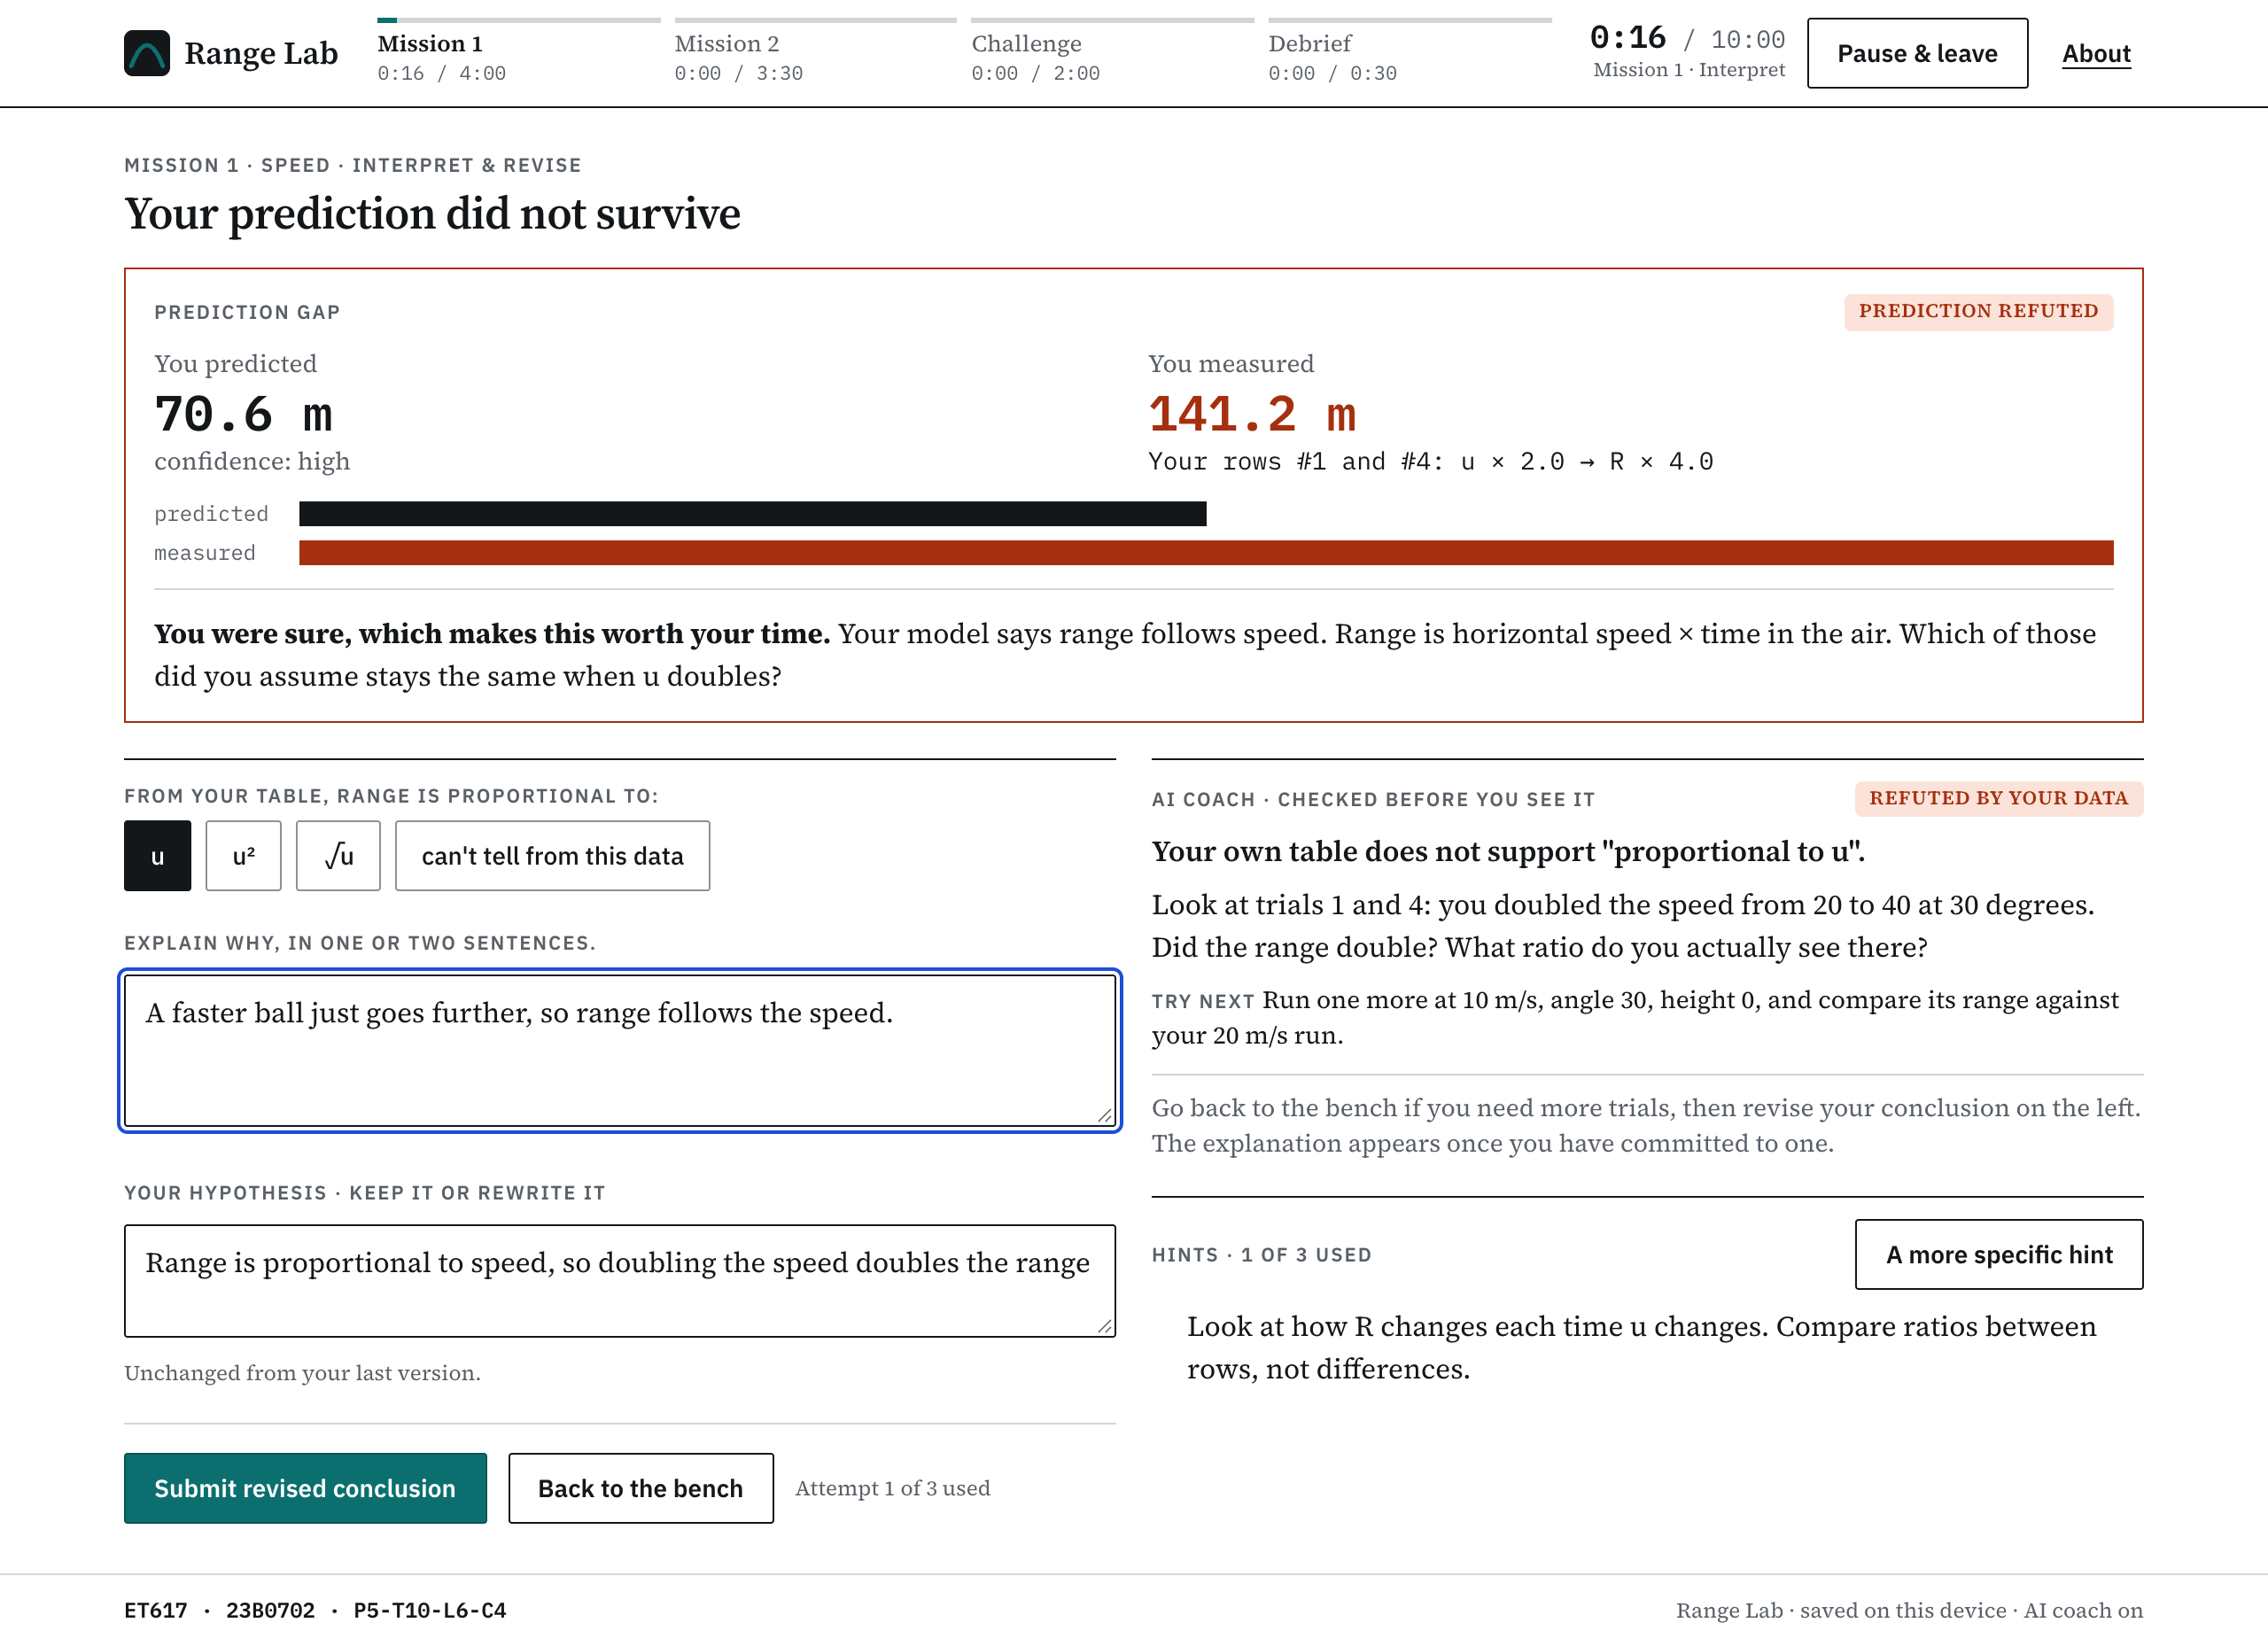 Range Lab
Mission 1
0:16 / 4:00
Mission 2
0:00 / 3:30
Challenge
0:00 / 2:00
Debrief
0:00 / 0:30
0:16 / 10:00
Mission 1 · Interpret
Pause & leave
About
MISSION 1 · SPEED · INTERPRET & REVISE
Your prediction did not survive
PREDICTION GAP
PREDICTION REFUTED
You predicted
70.6 m
confidence: high
You measured
141.2 m
Your rows #1 and #4: u × 2.0 → R × 4.0
predicted
measured
You were sure, which makes this worth your time. Your model says range follows speed. Range is horizontal speed × time in the air. Which of those
did you assume stays the same when u doubles?
FROM YOUR TABLE, RANGE IS PROPORTIONAL TO:
u
u²
√u
can't tell from this data
EXPLAIN WHY, IN ONE OR TWO SENTENCES.
A faster ball just goes further, so range follows the speed.
YOUR HYPOTHESIS · KEEP IT OR REWRITE IT
Range is proportional to speed, so doubling the speed doubles the range
Unchanged from your last version.
Submit revised conclusion
Back to the bench
Attempt 1 of 3 used
AI COACH · CHECKED BEFORE YOU SEE IT
REFUTED BY YOUR DATA
Your own table does not support "proportional to u".
Look at trials 1 and 4: you doubled the speed from 20 to 40 at 30 degrees.
Did the range double? What ratio do you actually see there?
TRY NEXT Run one more at 10 m/s, angle 30, height 0, and compare its range against
your 20 m/s run.
Go back to the bench if you need more trials, then revise your conclusion on the left.
The explanation appears once you have committed to one.
HINTS · 1 OF 3 USED
A more specific hint
Look at how R changes each time u changes. Compare ratios between
rows, not differences.
ET617 · 23B0702 · P5-T10-L6-C4
Range Lab · saved on this device · AI coach on